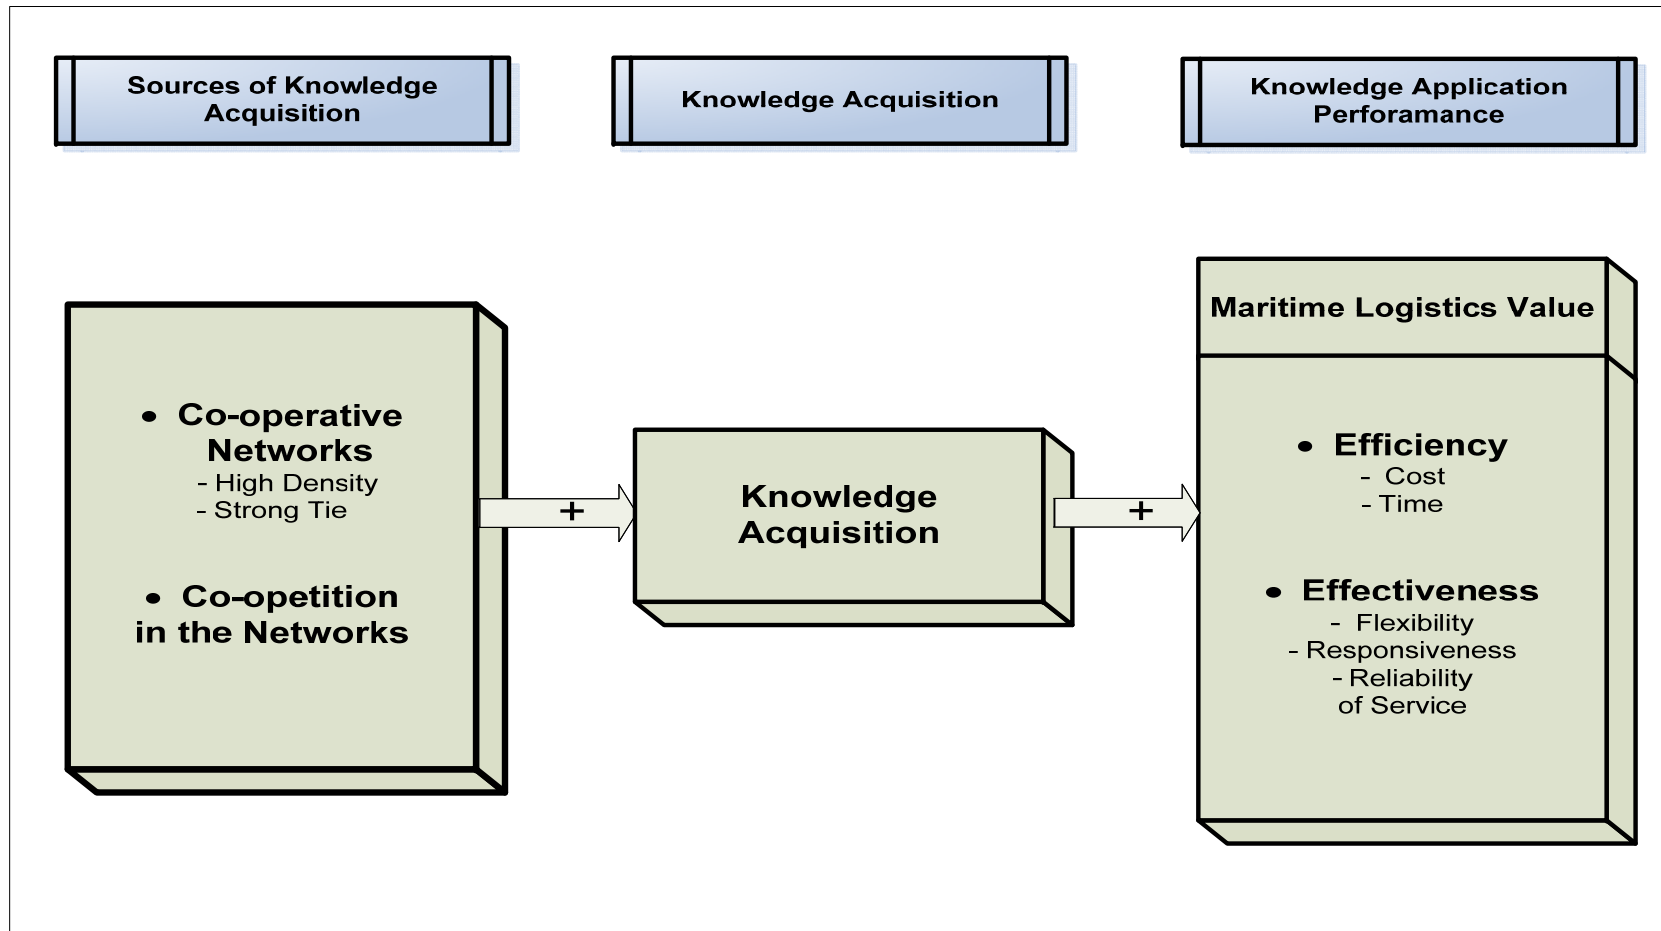 Sources of Knowledge
Acquisition
Knowledge Acquisition
Knowledge Application
Perforamance
• Co-operative
Networks
- High Density
- Strong Tie
• Co-opetition
in the Networks
+
Knowledge
Acquisition
+
Maritime Logistics Value
• Efficiency
- Cost
- Time
• Effectiveness
- Flexibility
- Responsiveness
- Reliability
of Service